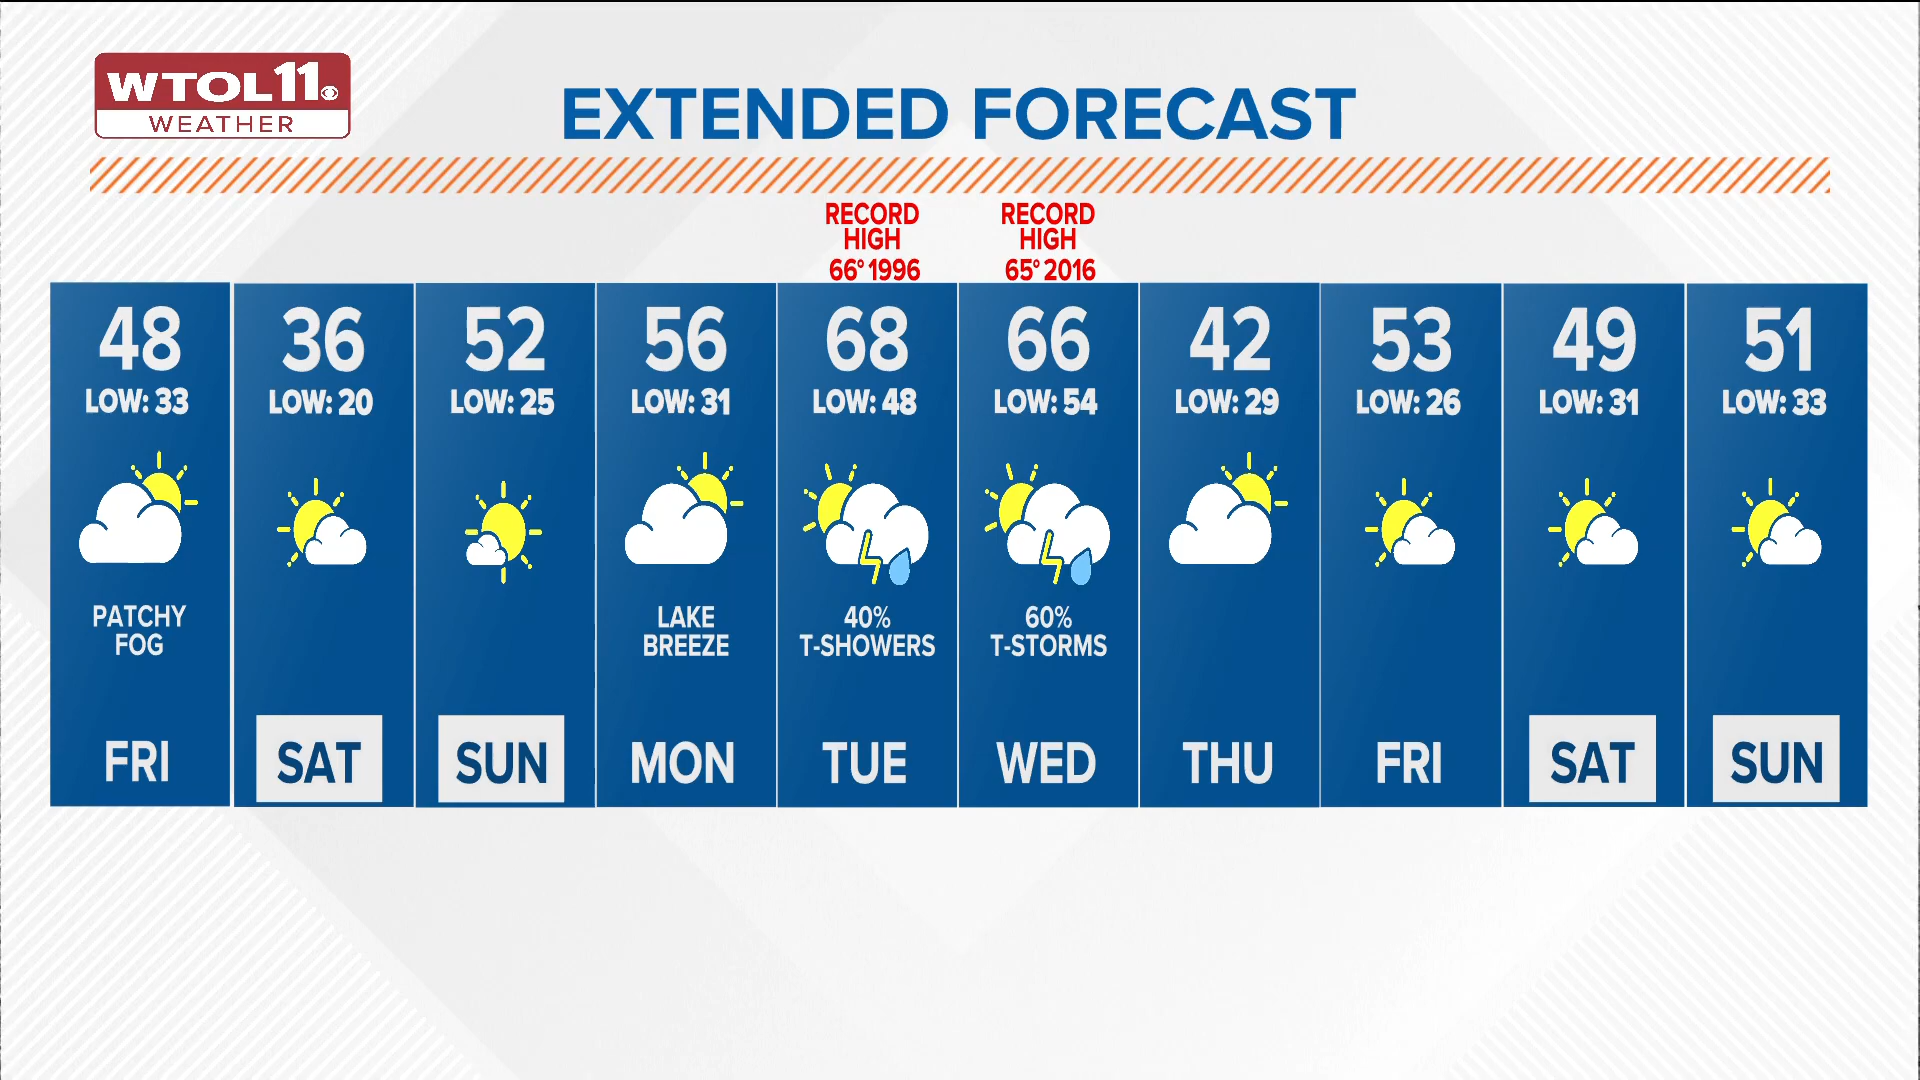 WTOL11
WEATHER
EXTENDED FORECAST
RECORD
HIGH
66° 1996
RECORD
HIGH
65° 2016
48
LOW: 33
PATCHY
FOG
FRI
36
LOW: 20
SAT
52
LOW: 25
SUN
56
LOW: 31
LAKE
BREEZE
MON
68
LOW: 48
40%
T-SHOWERS
TUE
66
LOW: 54
60%
T-STORMS
WED
42
LOW: 29
THU
53
LOW: 26
FRI
49
LOW: 31
SAT
51
LOW: 33
SUN